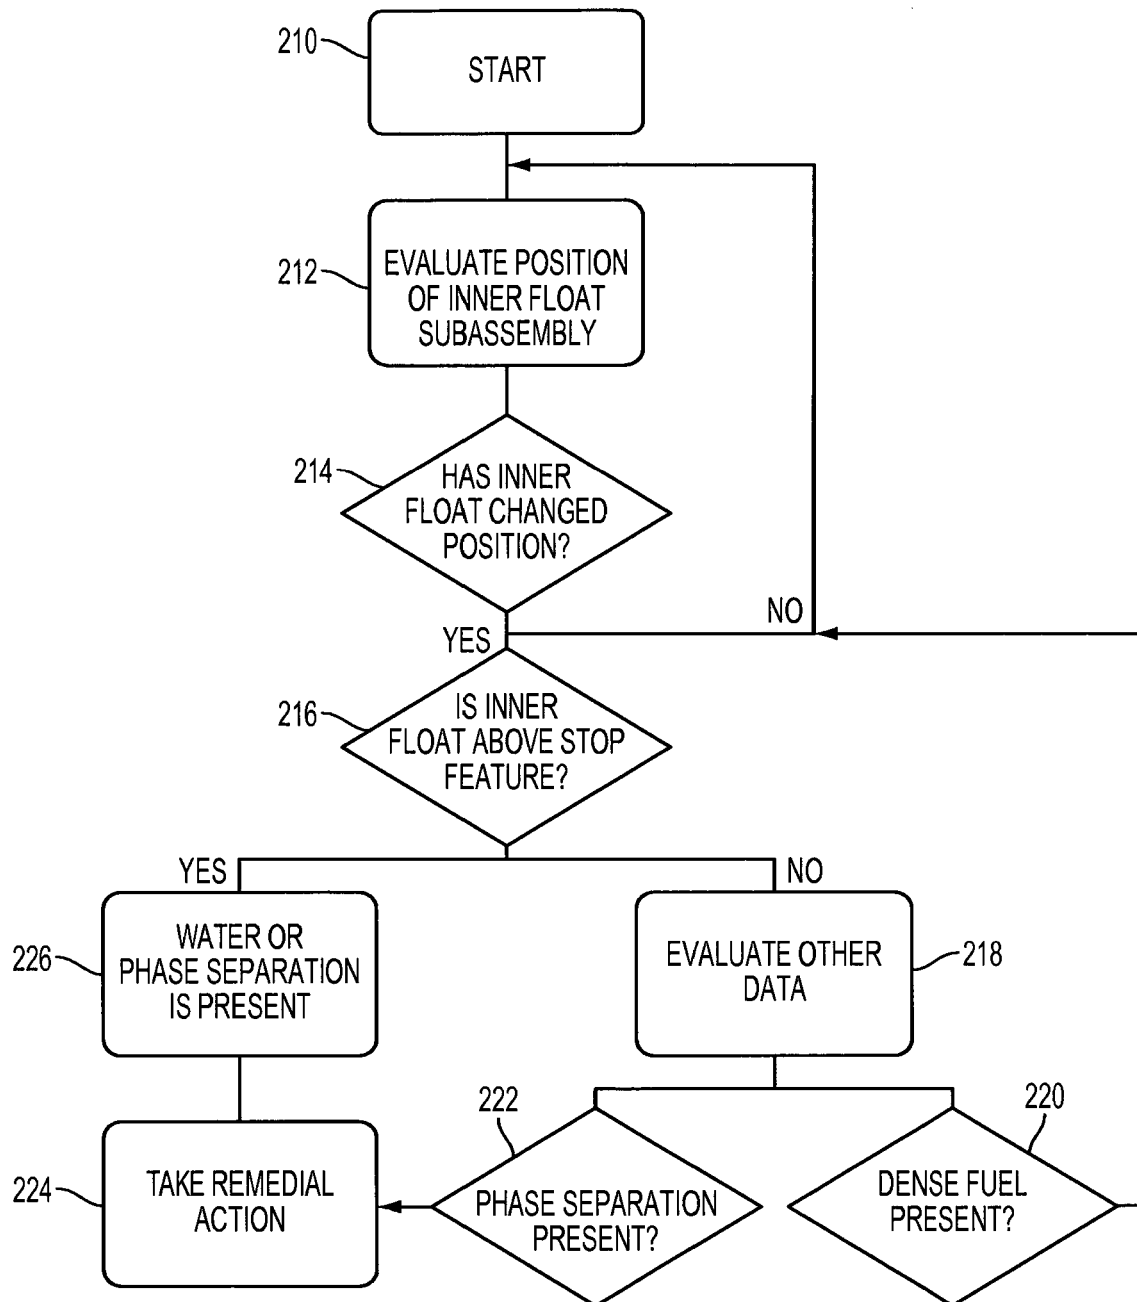 210
START
212
EVALUATE POSITION
OF INNER FLOAT
SUBASSEMBLY
214
HAS INNER
FLOAT CHANGED
POSITION?
NO
YES
216
IS INNER
FLOAT ABOVE STOP
FEATURE?
YES
NO
226
WATER OR
PHASE SEPARATION
IS PRESENT
EVALUATE OTHER
DATA
218
222
220
224
TAKE REMEDIAL
ACTION
PHASE SEPARATION
PRESENT?
DENSE FUEL
PRESENT?